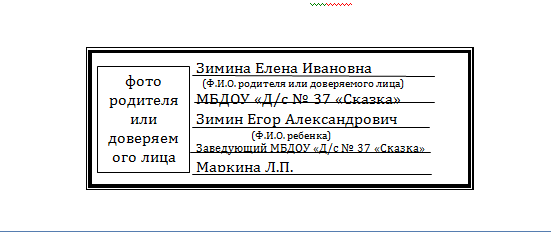 фото
родителя
или
доверяем
ого лица
Зимина Елена Ивановна
(Ф.И.О. родителя или доверяемого лица)
МБДОУ «Д/с № 37 «Сказка»
Зимин Егор Александрович
(Ф.И.О. ребенка)
Заведующий МБДОУ «Д/с № 37 «Сказка»
Маркина Л.П.